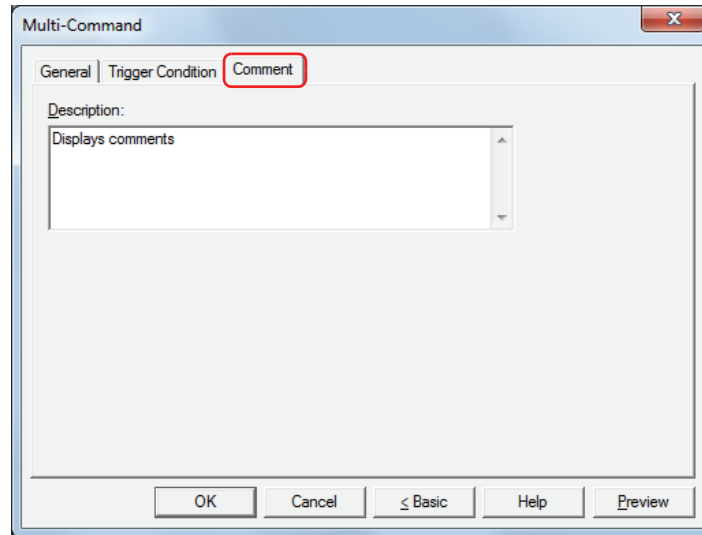 Multi-Command
General Trigger Condition Comment
Description:
Displays comments
OK Cancel < Basic Help Preview